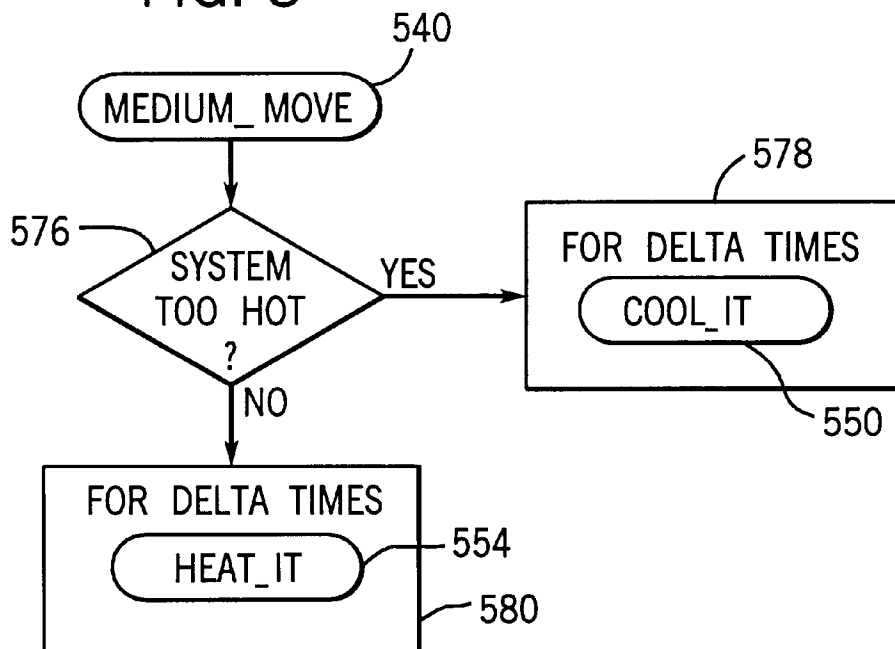 540
MEDIUM_MOVE
578
576
SYSTEM
TOO HOT
?
YES
FOR DELTA TIMES
COOL_IT
NO
550
FOR DELTA TIMES
HEAT_IT
554
580